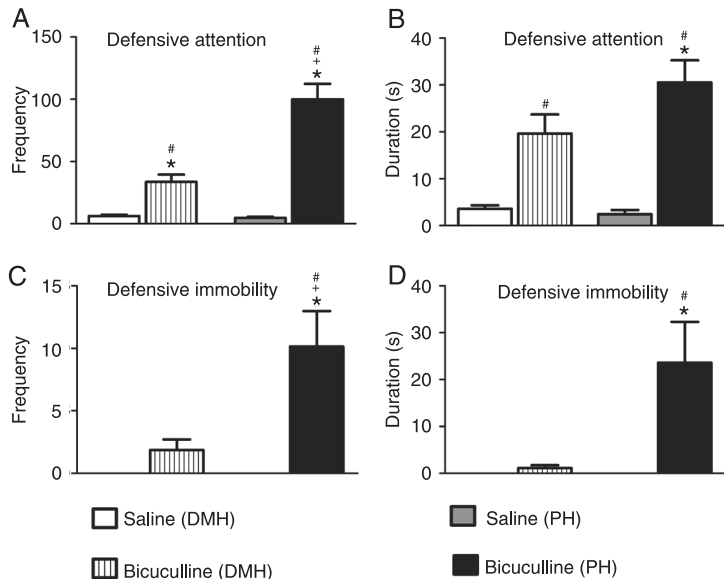 A
Defensive attention
150
100
50
0
Frequency
#
*
#
+
*
B
Defensive attention
40
30
20
10
0
Duration (s)
#
#
*
C
Defensive immobility
15
10
5
0
Frequency
#
+
*
D
Defensive immobility
40
30
20
10
0
Duration (s)
#
*
Saline (DMH)
Saline (PH)
Bicuculline (DMH)
Bicuculline (PH)